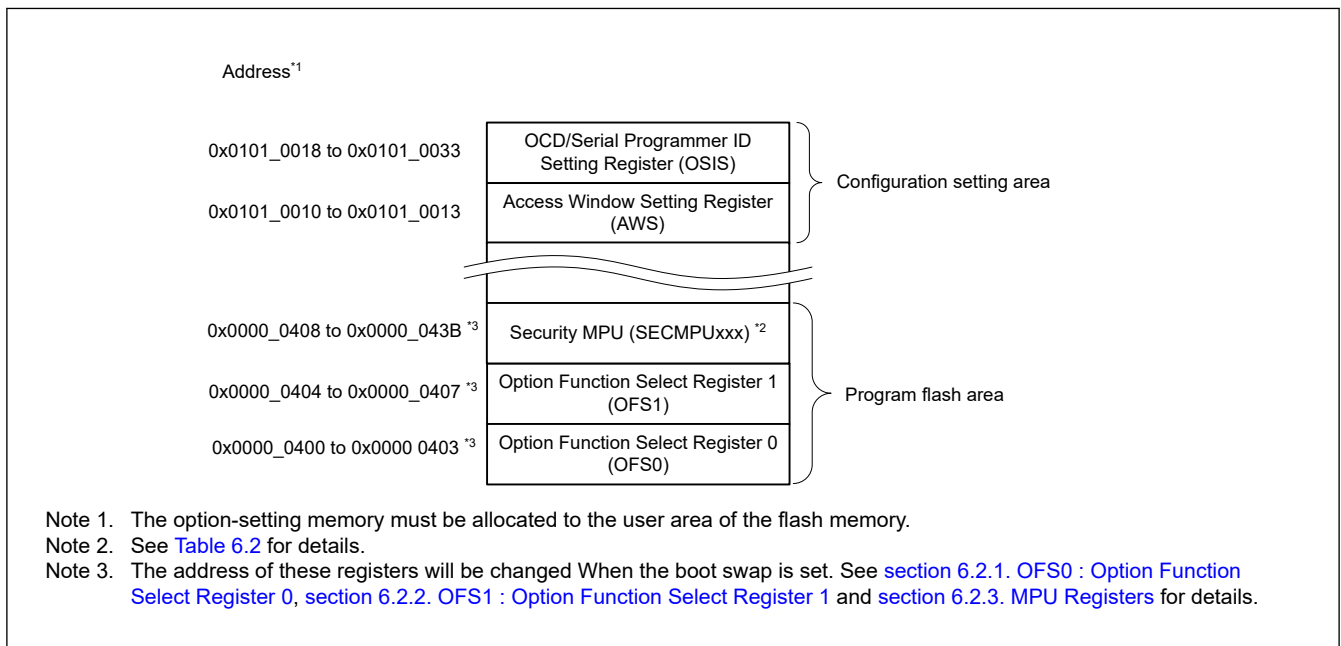 Address*1
0x0101_0018 to 0x0101_0033
OCD/Serial Programmer ID
Setting Register (OSIS)
Configuration setting area
0x0101_0010 to 0x0101_0013
Access Window Setting Register
(AWS)
0x0000_0408 to 0x0000_043B *3
Security MPU (SECMPUxxx) *2
0x0000_0404 to 0x0000_0407 *3
Option Function Select Register 1
(OFS1)
Program flash area
0x0000_0400 to 0x0000 0403 *3
Option Function Select Register 0
(OFS0)
Note 1. The option-setting memory must be allocated to the user area of the flash memory.
Note 2. See Table 6.2 for details.
Note 3. The address of these registers will be changed When the boot swap is set. See section 6.2.1. OFS0 : Option Function
Select Register 0, section 6.2.2. OFS1 : Option Function Select Register 1 and section 6.2.3. MPU Registers for details.